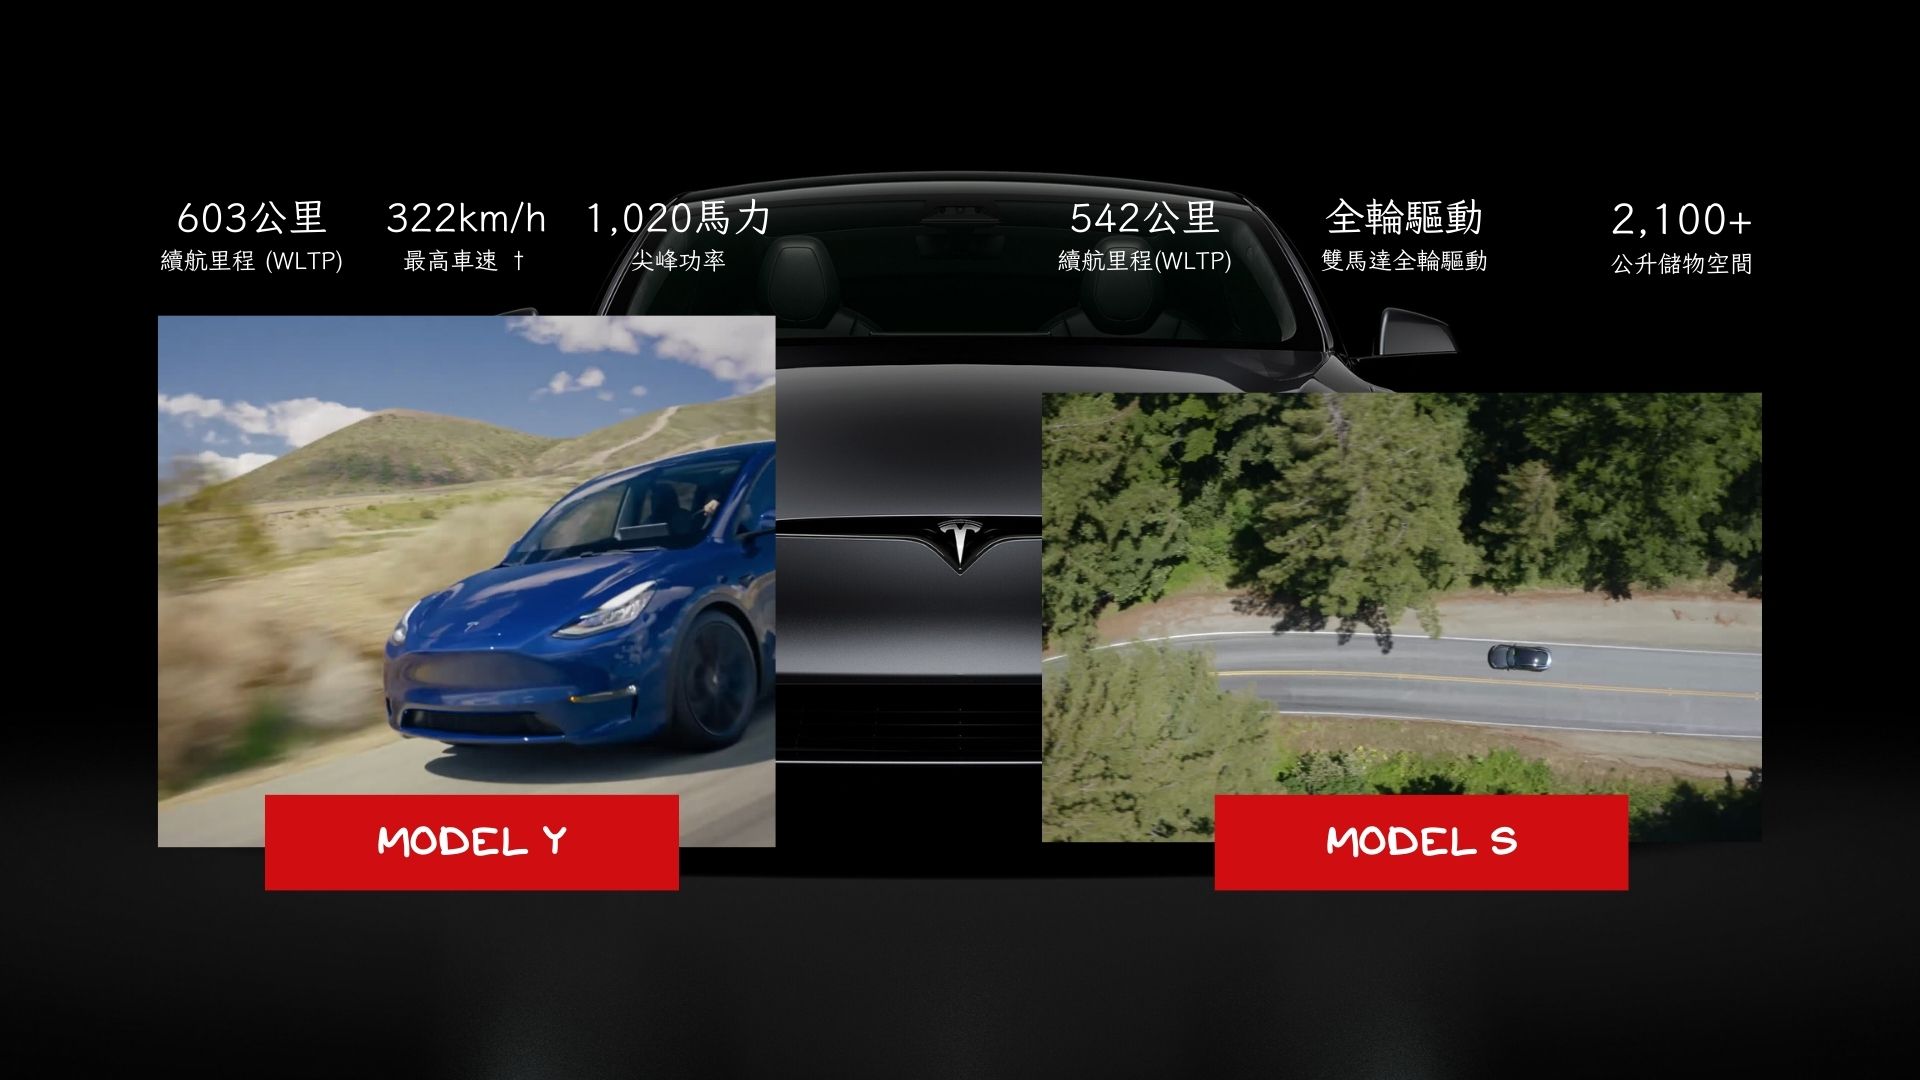 603公里
續航里程 (WLTP)
322km/h
最高車速 †
1,020馬力
尖峰功率
542公里
續航里程(WLTP)
全輪驅動
雙馬達全輪驅動
2,100+
公升儲物空間
MODEL Y
MODEL S